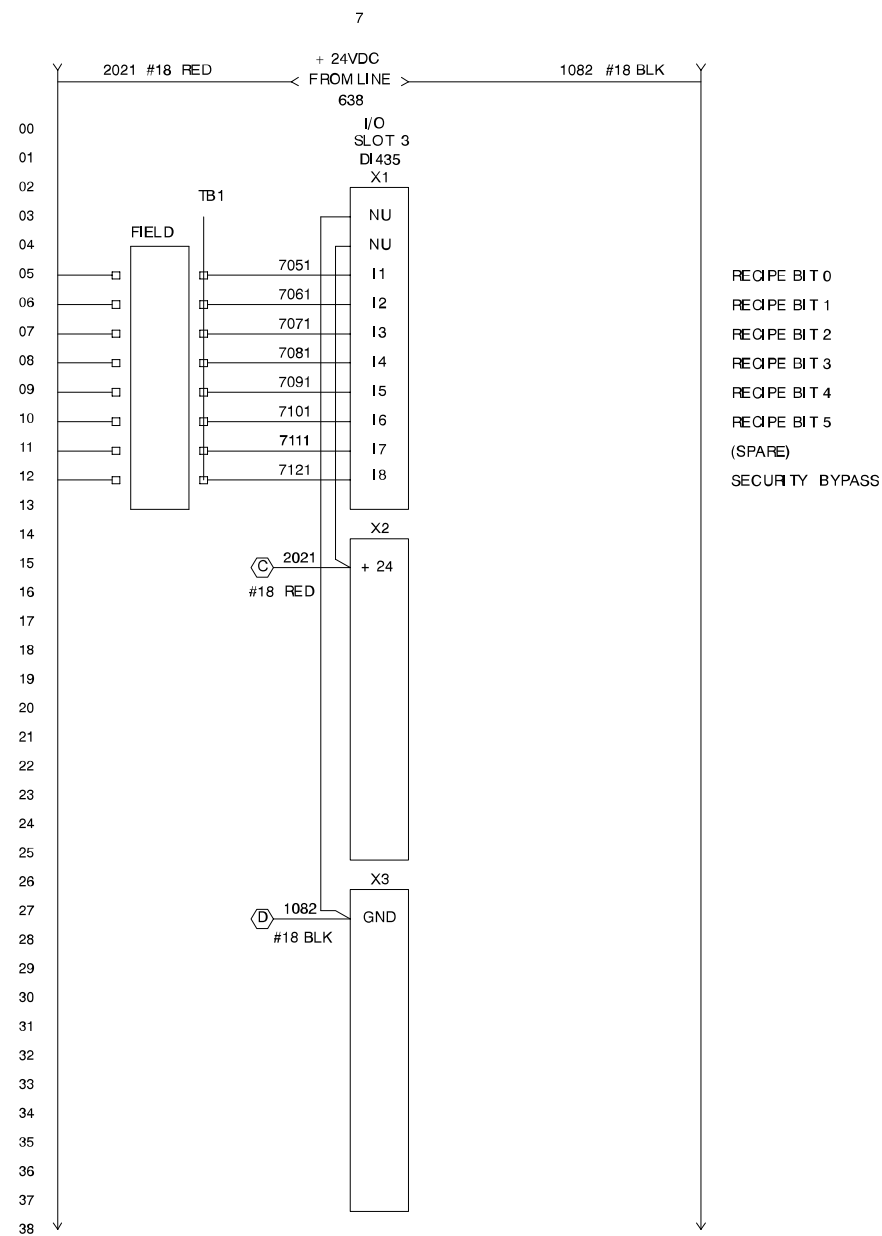 7
2021 #18 RED
+ 24VDC
FROM LINE
638
1082 #18 BLK
00
I/O
SLOT 3
01
DI435
02
X1
TB1
03
NU
FIELD
04
NU
05
7051
I1
RECIPE BIT 0
06
7061
I2
RECIPE BIT 1
07
7071
I3
RECIPE BIT 2
08
7081
I4
RECIPE BIT 3
09
7091
I5
RECIPE BIT 4
10
7101
I6
RECIPE BIT 5
11
7111
I7
(SPARE)
12
7121
I8
SECURITY BYPASS
13
14
X2
15
C
2021
+ 24
16
#18 RED
17
18
19
20
21
22
23
24
25
26
X3
27
D
1082
GND
28
#18 BLK
29
30
31
32
33
34
35
36
37
38